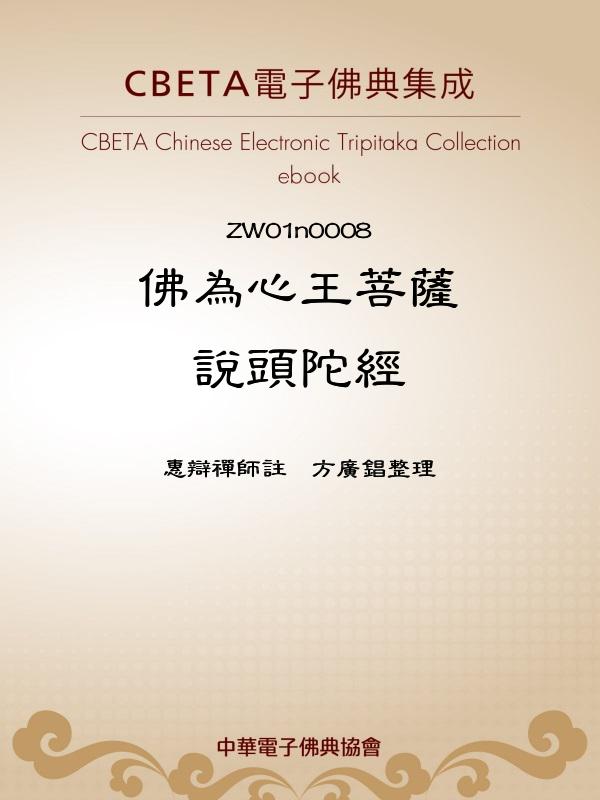 CBETA電子佛典集成
CBETA Chinese Electronic Tripitaka Collection
ebook
ZW01n0008
佛為心王菩薩
說頭陀經
惠辯禪師註　方廣錩整理
中華電子佛典協會